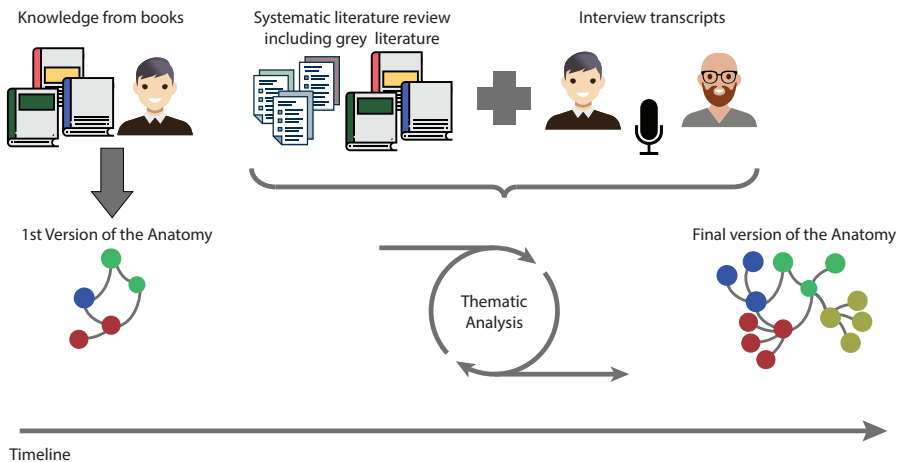 Knowledge from books
Systematic literature review
including grey literature
Interview transcripts
1st Version of the Anatomy
Thematic
Analysis
Final version of the Anatomy
Timeline